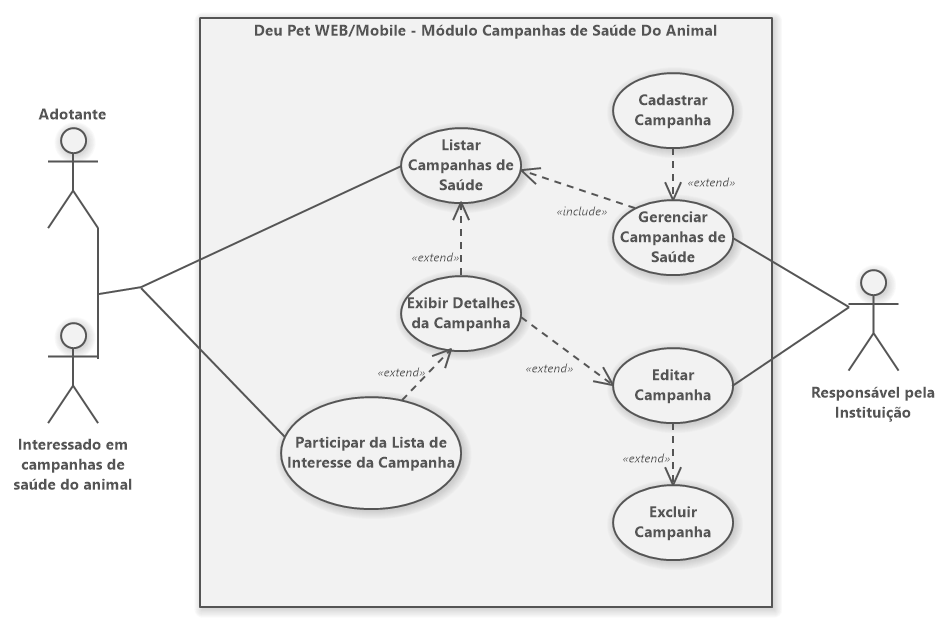 Deu Pet WEB/Mobile - Módulo Campanhas de Saúde Do Animal
Adotante
Cadastrar
Campanha
Listar
Campanhas de
Saúde
«extend»
«include»
Gerenciar
Campanhas de
Saúde
«extend»
Exibir Detalhes
da Campanha
«extend»
«extend»
Editar
Campanha
Responsável pela
Instituição
Interessado em
campanhas de
saúde do animal
Participar da Lista de
Interesse da Campanha
«extend»
Excluir
Campanha